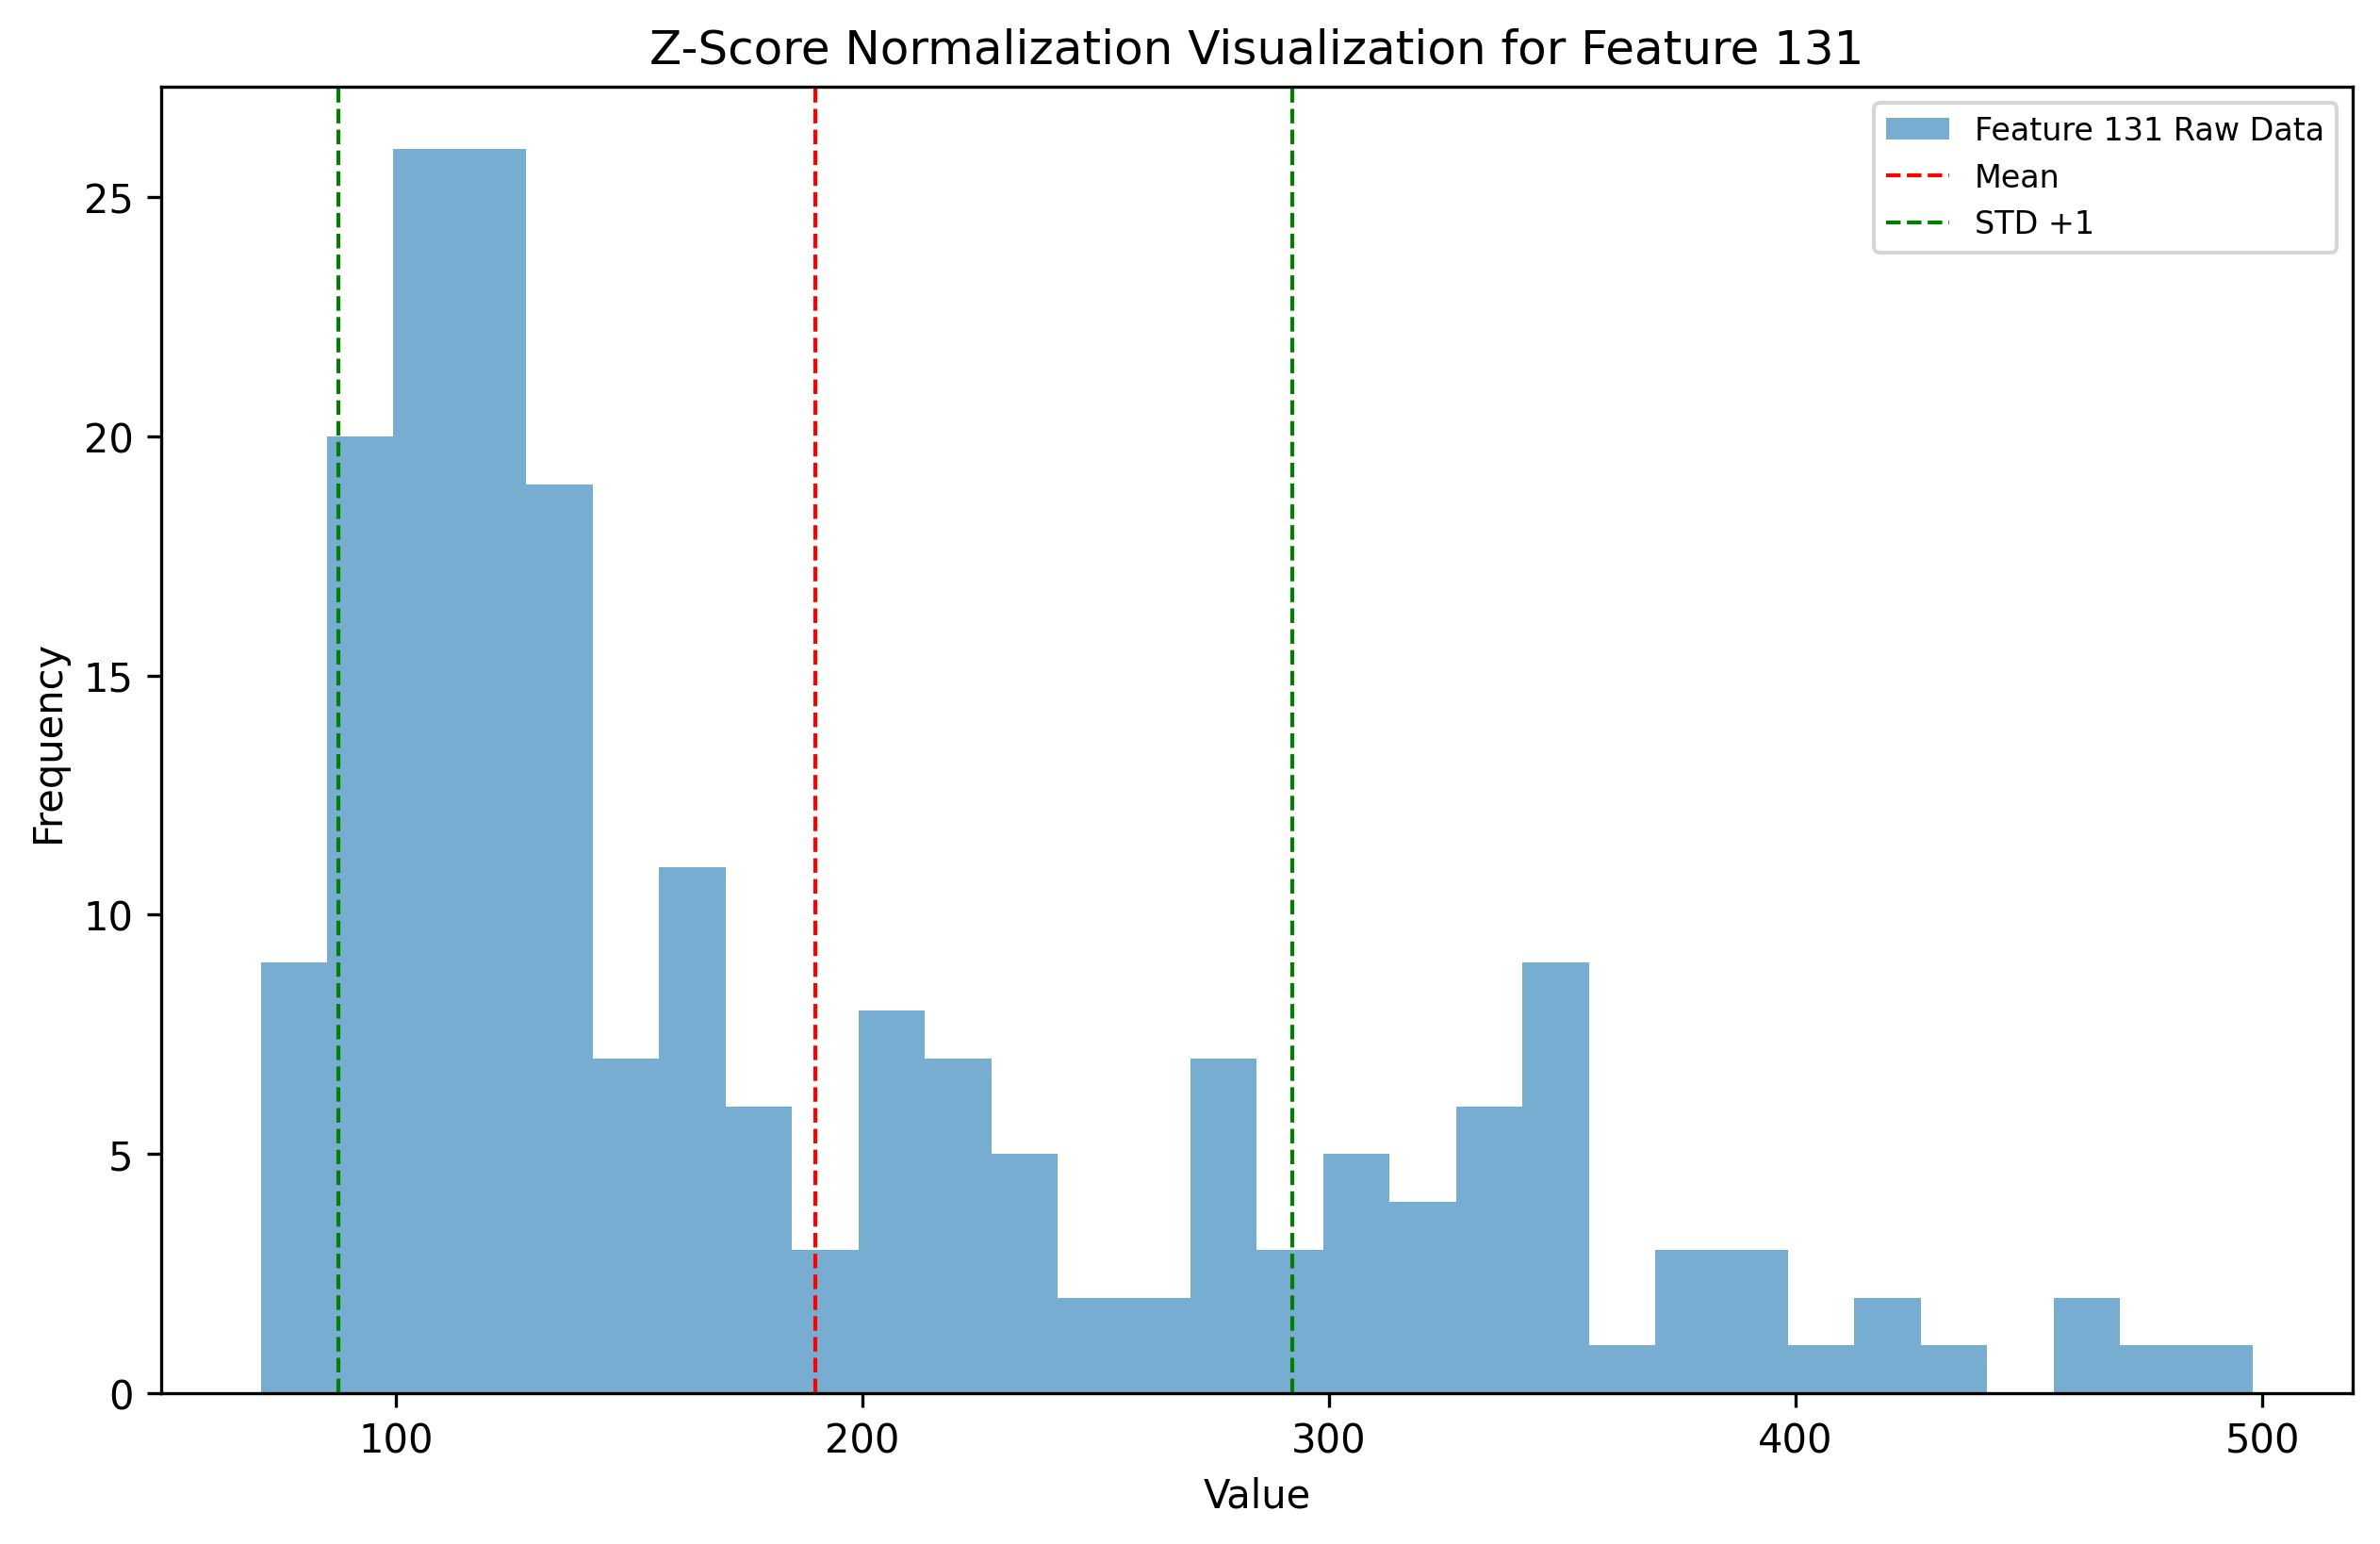 Z-Score Normalization Visualization for Feature 131
Feature 131 Raw Data
Mean
STD +1
25
20
15
10
5
0
Frequency
100 200 300 400 500
Value